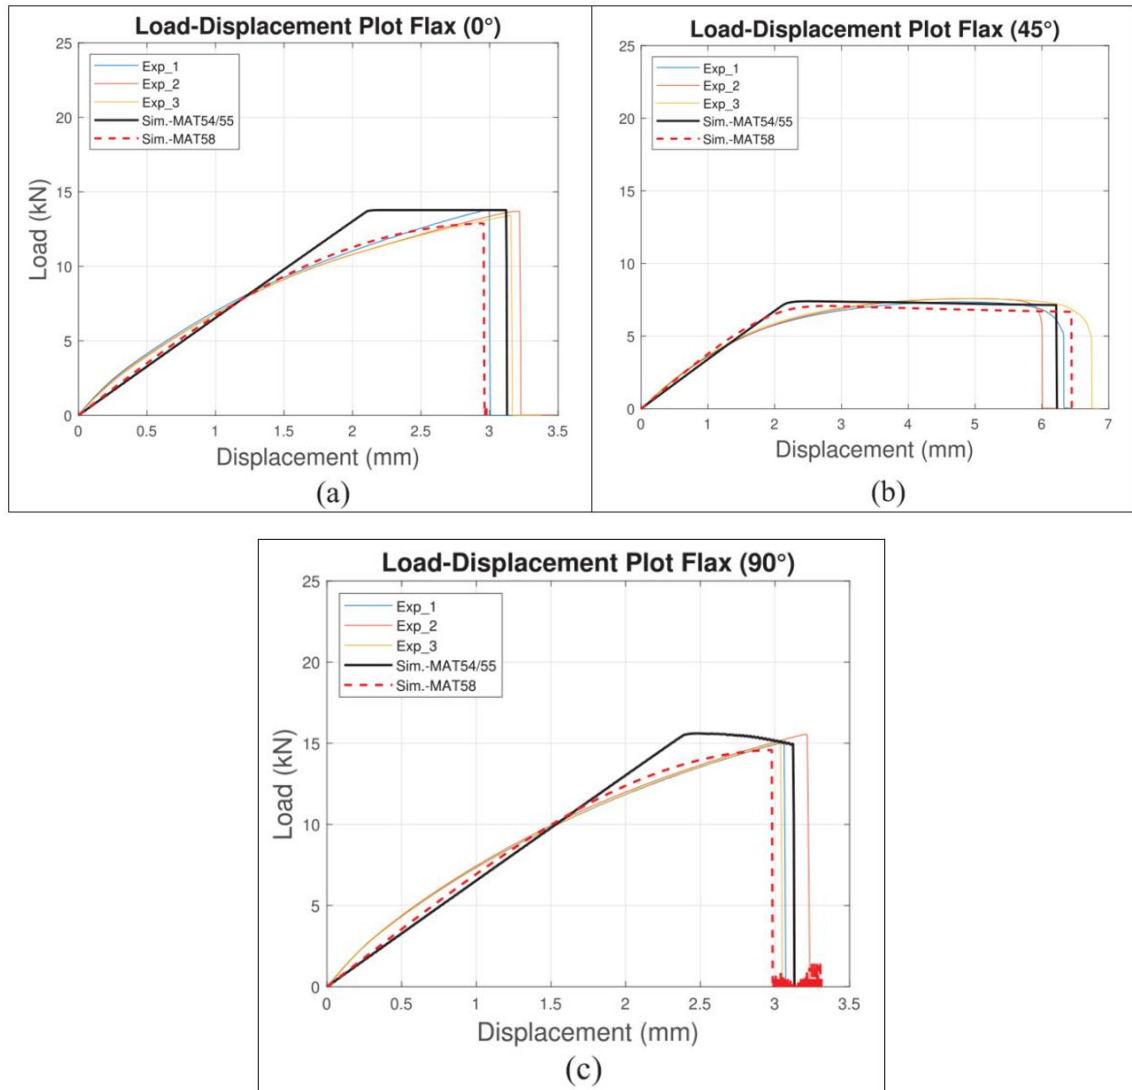 Load-Displacement Plot Flax (0°)
25
20
15
10
5
0
Load (kN)
Exp_1
Exp_2
Exp_3
Sim.-MAT54/55
Sim.-MAT58
0 0.5 1 1.5 2 2.5 3 3.5
Displacement (mm)
(a)
Load-Displacement Plot Flax (45°)
25
20
15
10
5
0
Load (kN)
Exp_1
Exp_2
Exp_3
Sim.-MAT54/55
Sim.-MAT58
0 1 2 3 4 5 6 7
Displacement (mm)
(b)
Load-Displacement Plot Flax (90°)
25
20
15
10
5
0
Load (kN)
Exp_1
Exp_2
Exp_3
Sim.-MAT54/55
Sim.-MAT58
0 0.5 1 1.5 2 2.5 3 3.5
Displacement (mm)
(c)